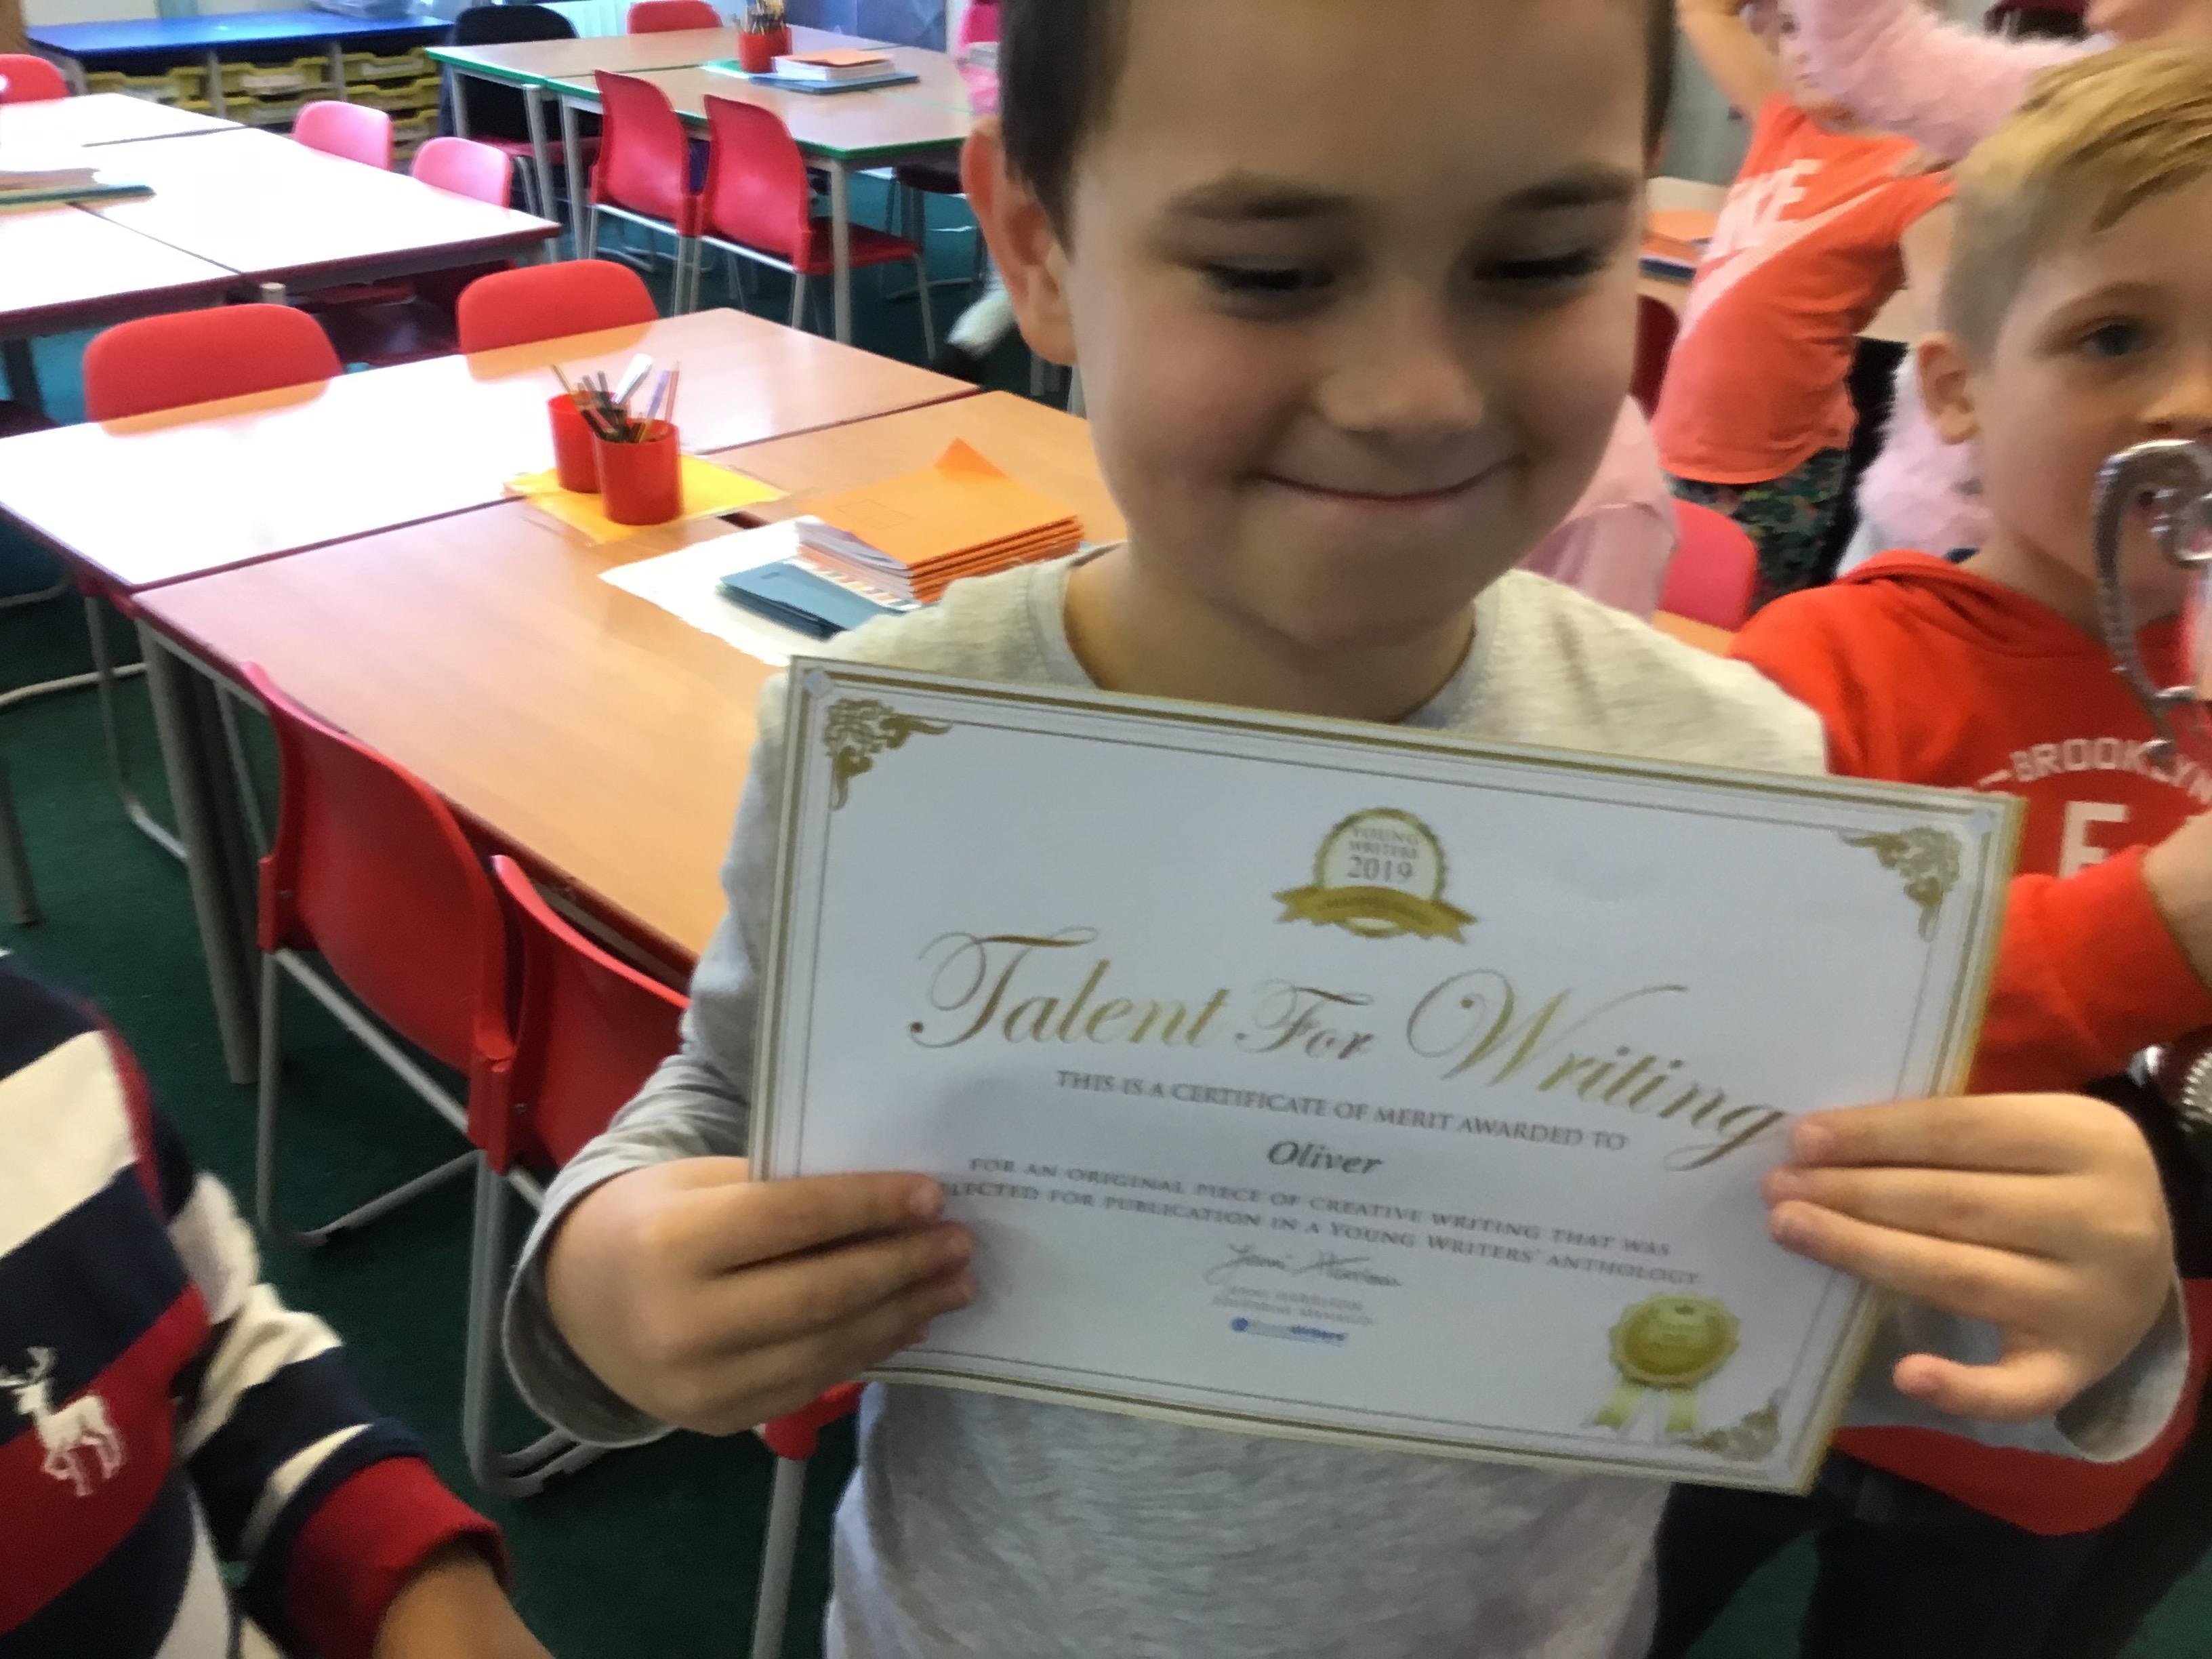 YOUNG
WRITERS
2019
Talent For Writing
THIS IS A CERTIFICATE OF MERIT AWARDED TO
Oliver
FOR AN ORIGINAL PIECE OF CREATIVE WRITING THAT WAS
LECTED FOR PUBLICATION IN A YOUNG WRITERS' ANTHOLOGY
BROOKLYN